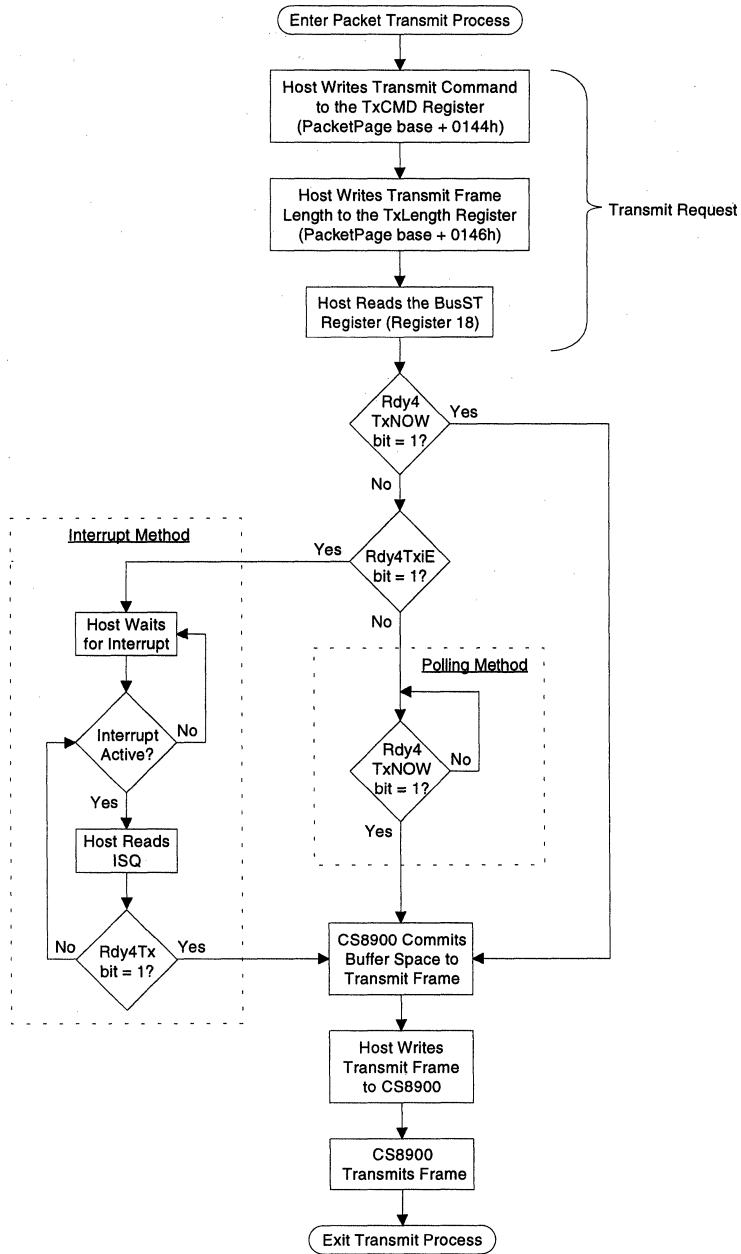 Enter Packet Transmit Process
Host Writes Transmit Command
to the TxCMD Register
(PacketPage base + 0144h)
Host Writes Transmit Frame
Length to the TxLength Register
(PacketPage base + 0146h)
Transmit Request
Host Reads the BusST
Register (Register 18)
Rdy4
TxNOW
bit = 1?
Yes
No
Interrupt Method
Yes
Rdy4TxiE
bit = 1?
No
Host Waits
for Interrupt
Polling Method
Interrupt
Active?
No
Rdy4
TxNOW
bit = 1?
No
Yes
Yes
Host Reads
ISQ
No
Rdy4Tx
bit = 1?
Yes
CS8900 Commits
Buffer Space to
Transmit Frame
Host Writes
Transmit Frame
to CS8900
CS8900
Transmits Frame
Exit Transmit Process